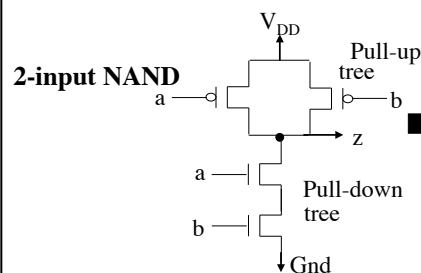 V_DD
Pull-up
tree
2-input NAND
a
b
z
a
Pull-down
tree
b
Gnd